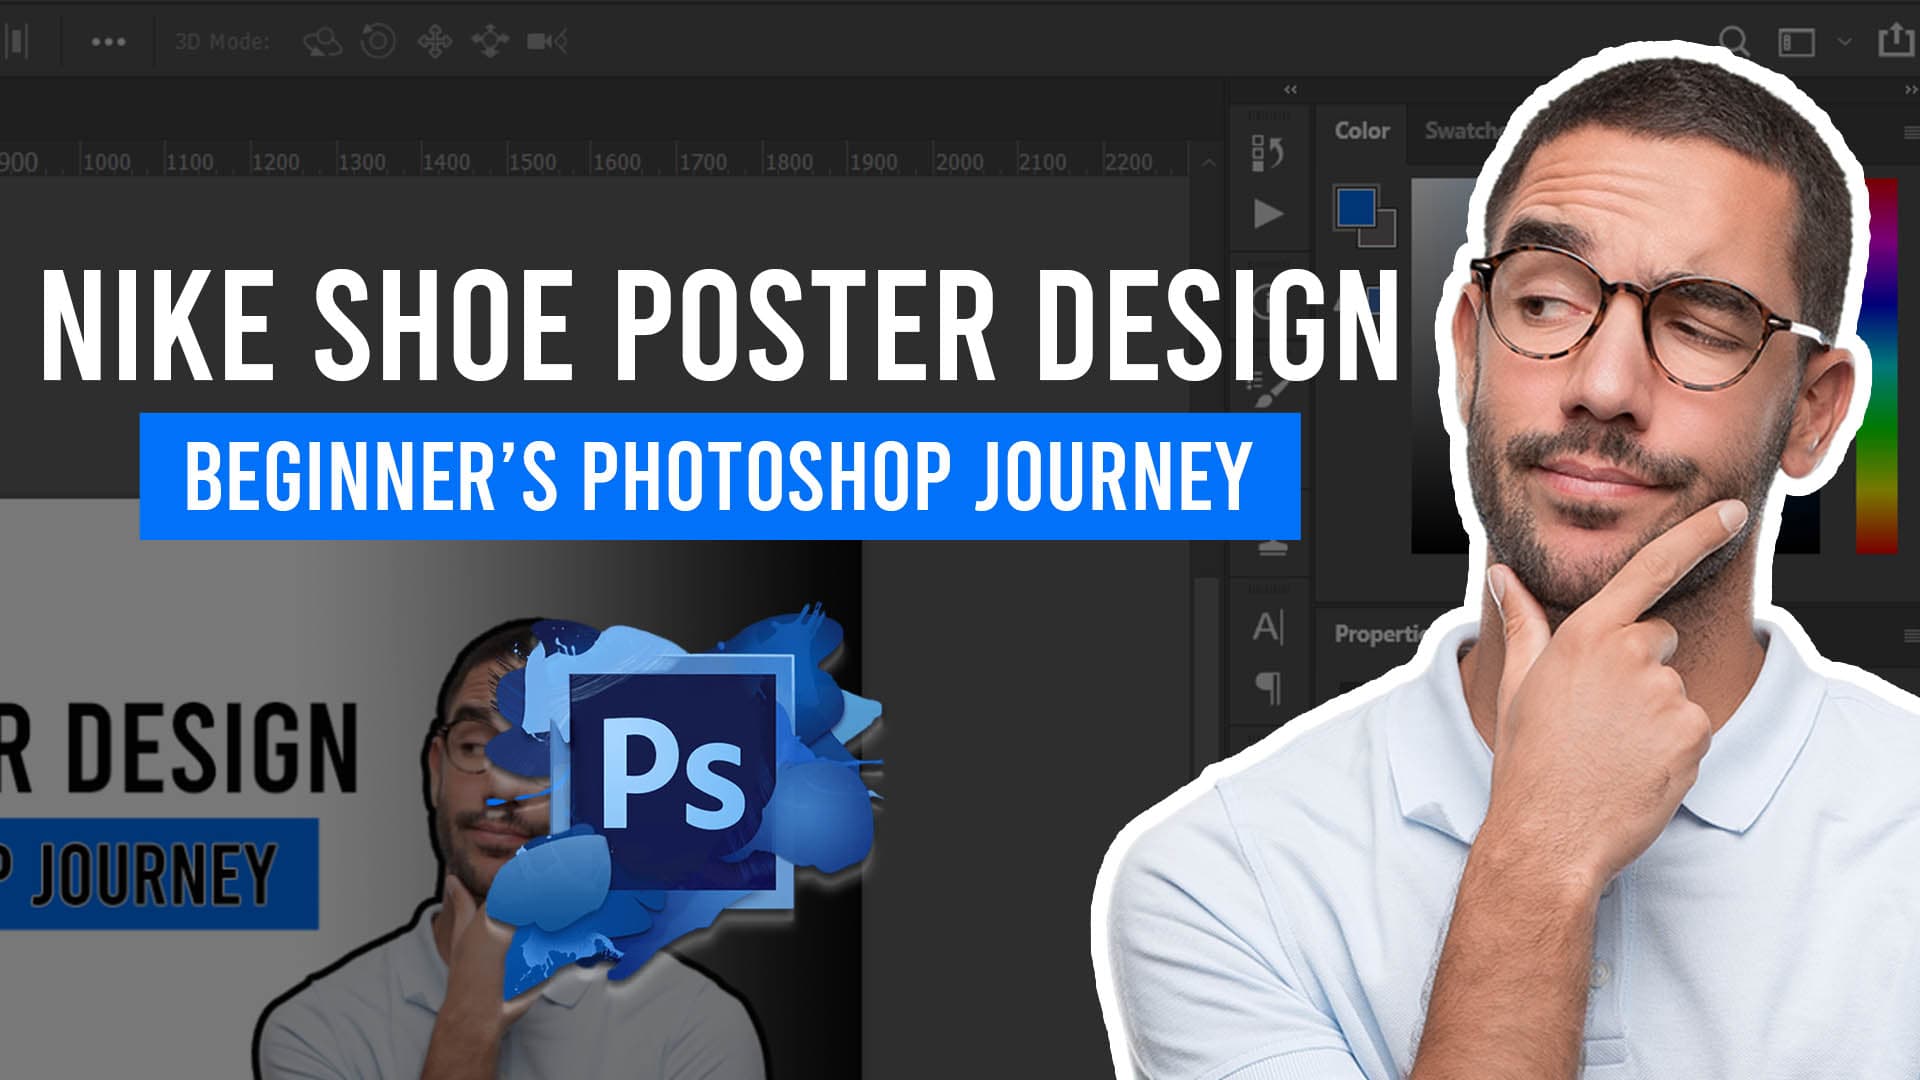 3D Mode:
Color Swatch
900 1000 1100 1200 1300 1400 1500 1600 1700 1800 1900 2000 2100 2200
NIKE SHOE POSTER DESIGN
BEGINNER’S PHOTOSHOP JOURNEY
A|
Properti
¶
R DESIGN
Ps
P JOURNEY